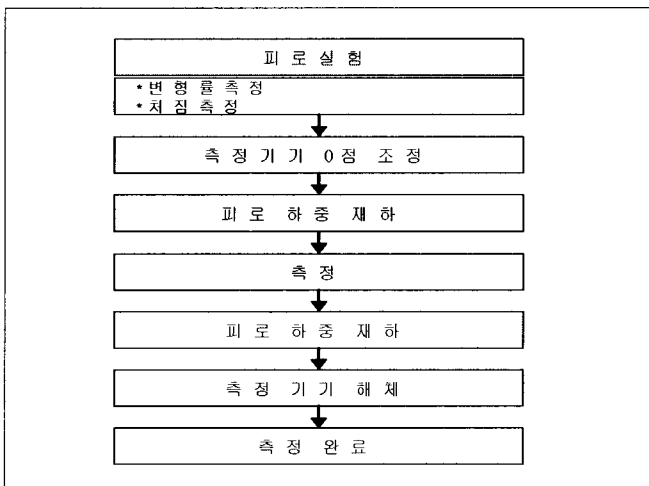 피 로 실 험
* 변 형 률 측 정
* 처 짐 측 정
측 정 기 기 0 점 조 정
피 로 하 중 재 하
측 정
피 로 하 중 재 하
측 정 기 기 해 체
측 정 완 료